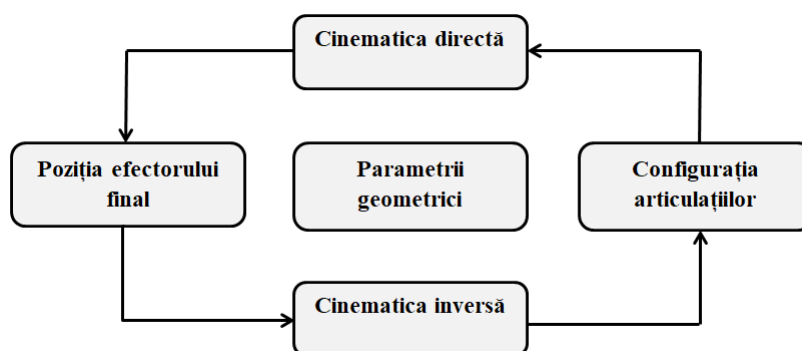 Cinematica directă
Poziția efectorului
final
Parametrii
geometrici
Configurația
articulațiilor
Cinematica inversă